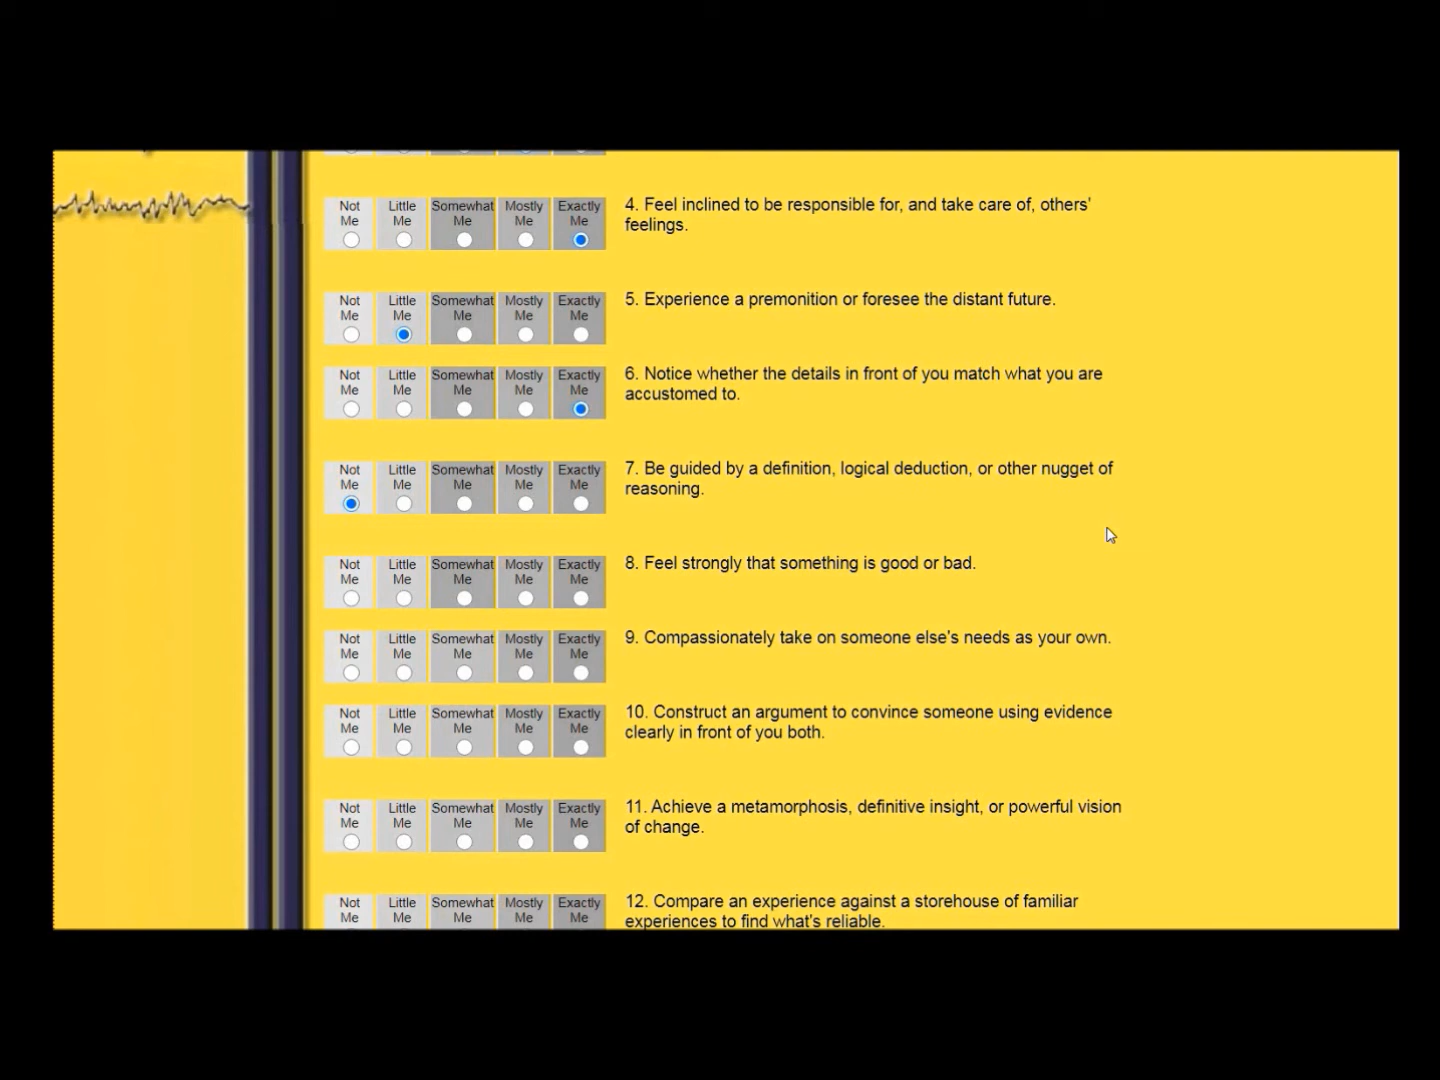 Not Little Somewhat Mostly Exactly
Me Me Me Me Me
4. Feel inclined to be responsible for, and take care of, others'
feelings.
Not Little Somewhat Mostly Exactly
Me Me Me Me Me
5. Experience a premonition or foresee the distant future.
Not Little Somewhat Mostly Exactly
Me Me Me Me Me
6. Notice whether the details in front of you match what you are
accustomed to.
Not Little Somewhat Mostly Exactly
Me Me Me Me Me
7. Be guided by a definition, logical deduction, or other nugget of
reasoning.
Not Little Somewhat Mostly Exactly
Me Me Me Me Me
8. Feel strongly that something is good or bad.
Not Little Somewhat Mostly Exactly
Me Me Me Me Me
9. Compassionately take on someone else's needs as your own.
Not Little Somewhat Mostly Exactly
Me Me Me Me Me
10. Construct an argument to convince someone using evidence
clearly in front of you both.
Not Little Somewhat Mostly Exactly
Me Me Me Me Me
11. Achieve a metamorphosis, definitive insight, or powerful vision
of change.
Not Little Somewhat Mostly Exactly
Me Me Me Me Me
12. Compare an experience against a storehouse of familiar
experiences to find what's reliable.